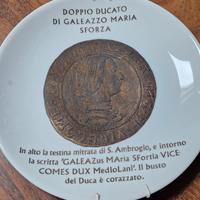 DOPPIO DUCATO
DI GALEAZZO MARIA
SFORZA
In alto la testina mitrata di S. Ambrogio, e intorno
la scritta 'GALEAZus MAria SFortia VICE
COMES DUX MedIoLani'. Il busto
del Duca è corazzato.